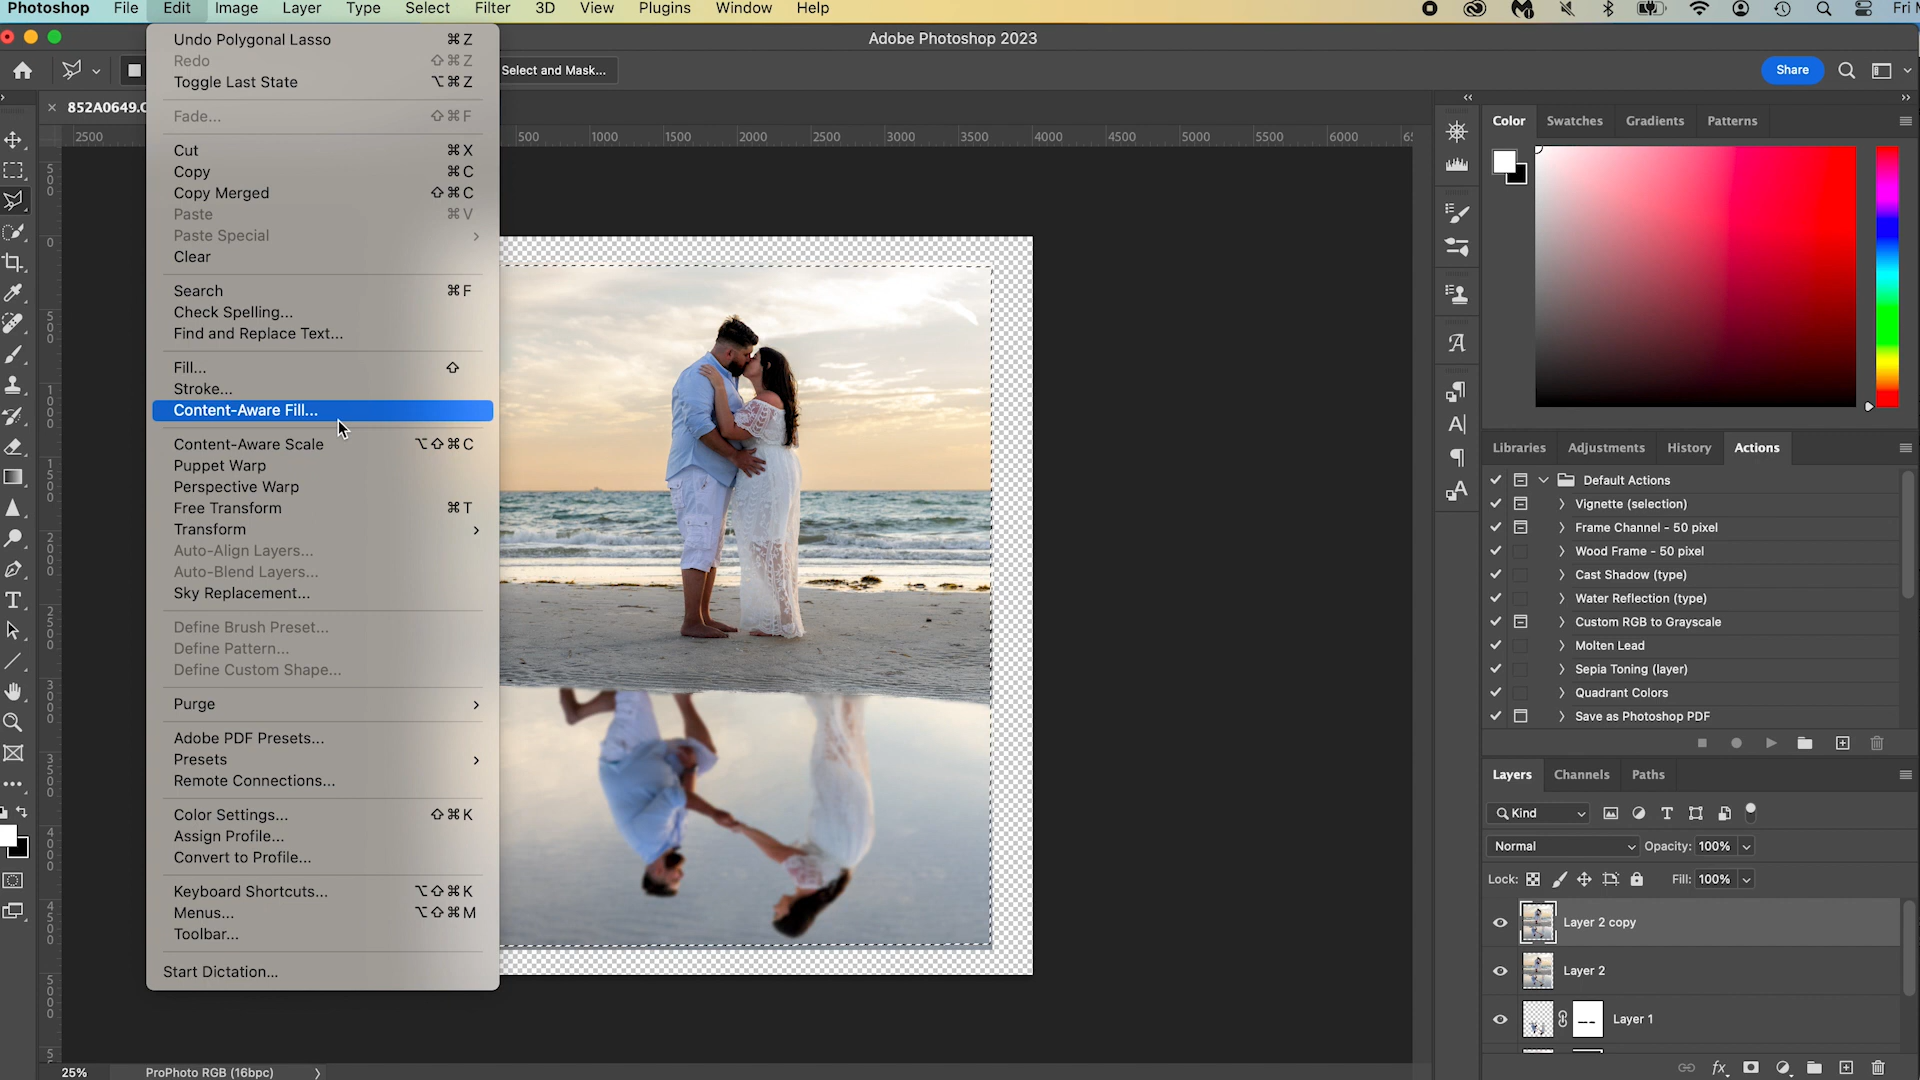 Photoshop File Edit Image Layer Type Select Filter 3D View Plugins Window Help
Adobe Photoshop 2023
Select and Mask...
Share
852A0649.C
2500 500 1000 1500 2000 2500 3000 3500 4000 4500 5000 5500 6000
Undo Polygonal Lasso ⌘Z
Redo ⇧⌘Z
Toggle Last State ⌥⌘Z
Fade... ⇧⌘F
Cut ⌘X
Copy ⌘C
Copy Merged ⇧⌘C
Paste ⌘V
Paste Special
Clear
Search ⌘F
Check Spelling...
Find and Replace Text...
Fill... ⇧
Stroke...
Content-Aware Fill...
Content-Aware Scale ⌥⇧⌘C
Puppet Warp
Perspective Warp
Free Transform ⌘T
Transform
Auto-Align Layers...
Auto-Blend Layers...
Sky Replacement...
Define Brush Preset...
Define Pattern...
Define Custom Shape...
Purge
Adobe PDF Presets...
Presets
Remote Connections...
Color Settings... ⇧⌘K
Assign Profile...
Convert to Profile...
Keyboard Shortcuts... ⌥⇧⌘K
Menus... ⌥⇧⌘M
Toolbar...
Start Dictation...
25% ProPhoto RGB (16bpc)
Color Swatches Gradients Patterns
Libraries Adjustments History Actions
Default Actions
Vignette (selection)
Frame Channel - 50 pixel
Wood Frame - 50 pixel
Cast Shadow (type)
Water Reflection (type)
Custom RGB to Grayscale
Molten Lead
Sepia Toning (layer)
Quadrant Colors
Save as Photoshop PDF
Layers Channels Paths
Kind
Normal Opacity: 100%
Lock: Fill: 100%
Layer 2 copy
Layer 2
Layer 1